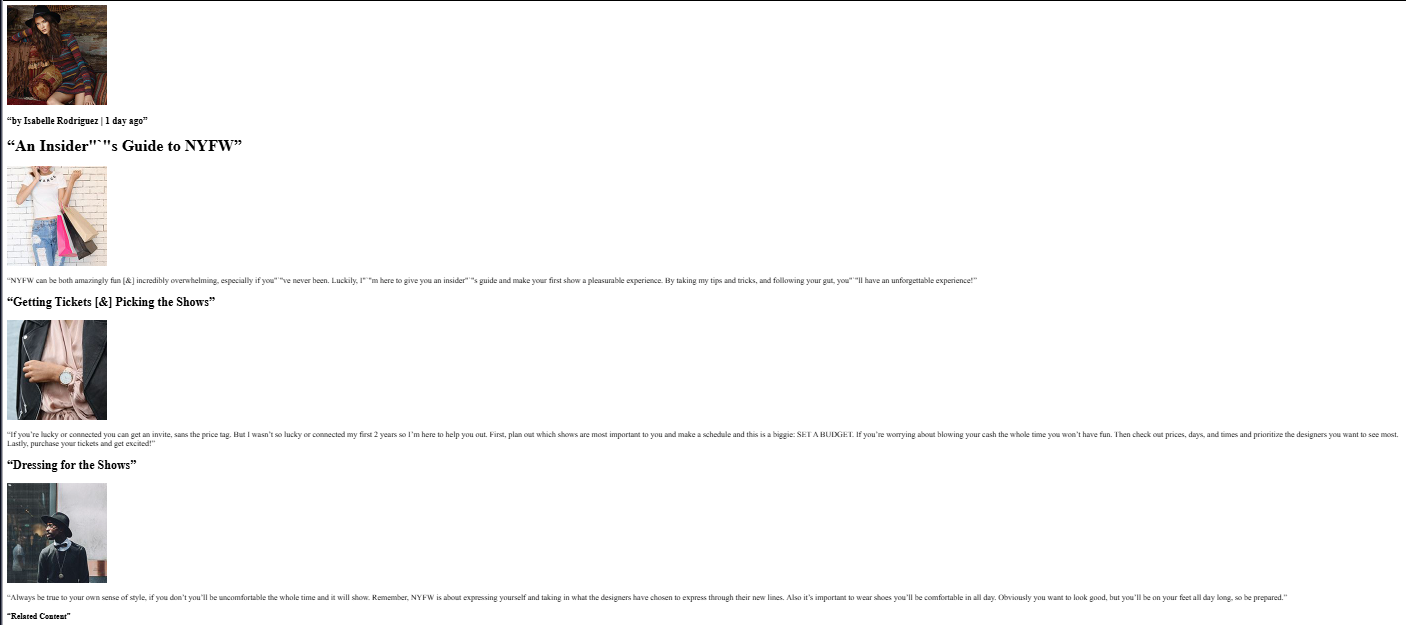 “by Isabelle Rodriguez | 1 day ago”
“An Insider"`"s Guide to NYFW”
“NYFW can be both amazingly fun [&] incredibly overwhelming, especially if you"`"ve never been. Luckily, I"`"m here to give you an insider"`"s guide and make your first show a pleasurable experience. By taking my tips and tricks, and following your gut, you"`"ll have an unforgettable experience!”
“Getting Tickets [&] Picking the Shows”
“If you’re lucky or connected you can get an invite, sans the price tag. But I wasn’t so lucky or connected my first 2 years so I’m here to help you out. First, plan out which shows are most important to you and make a schedule and this is a biggie: SET A BUDGET. If you’re worrying about blowing your cash the whole time you won’t have fun. Then check out prices, days, and times and prioritize the designers you want to see most.
Lastly, purchase your tickets and get excited!”
“Dressing for the Shows”
“Always be true to your own sense of style, if you don’t you’ll be uncomfortable the whole time and it will show. Remember, NYFW is about expressing yourself and taking in what the designers have chosen to express through their new lines. Also it’s important to wear shoes you’ll be comfortable in all day. Obviously you want to look good, but you’ll be on your feet all day long, so be prepared.”
“Related Content”